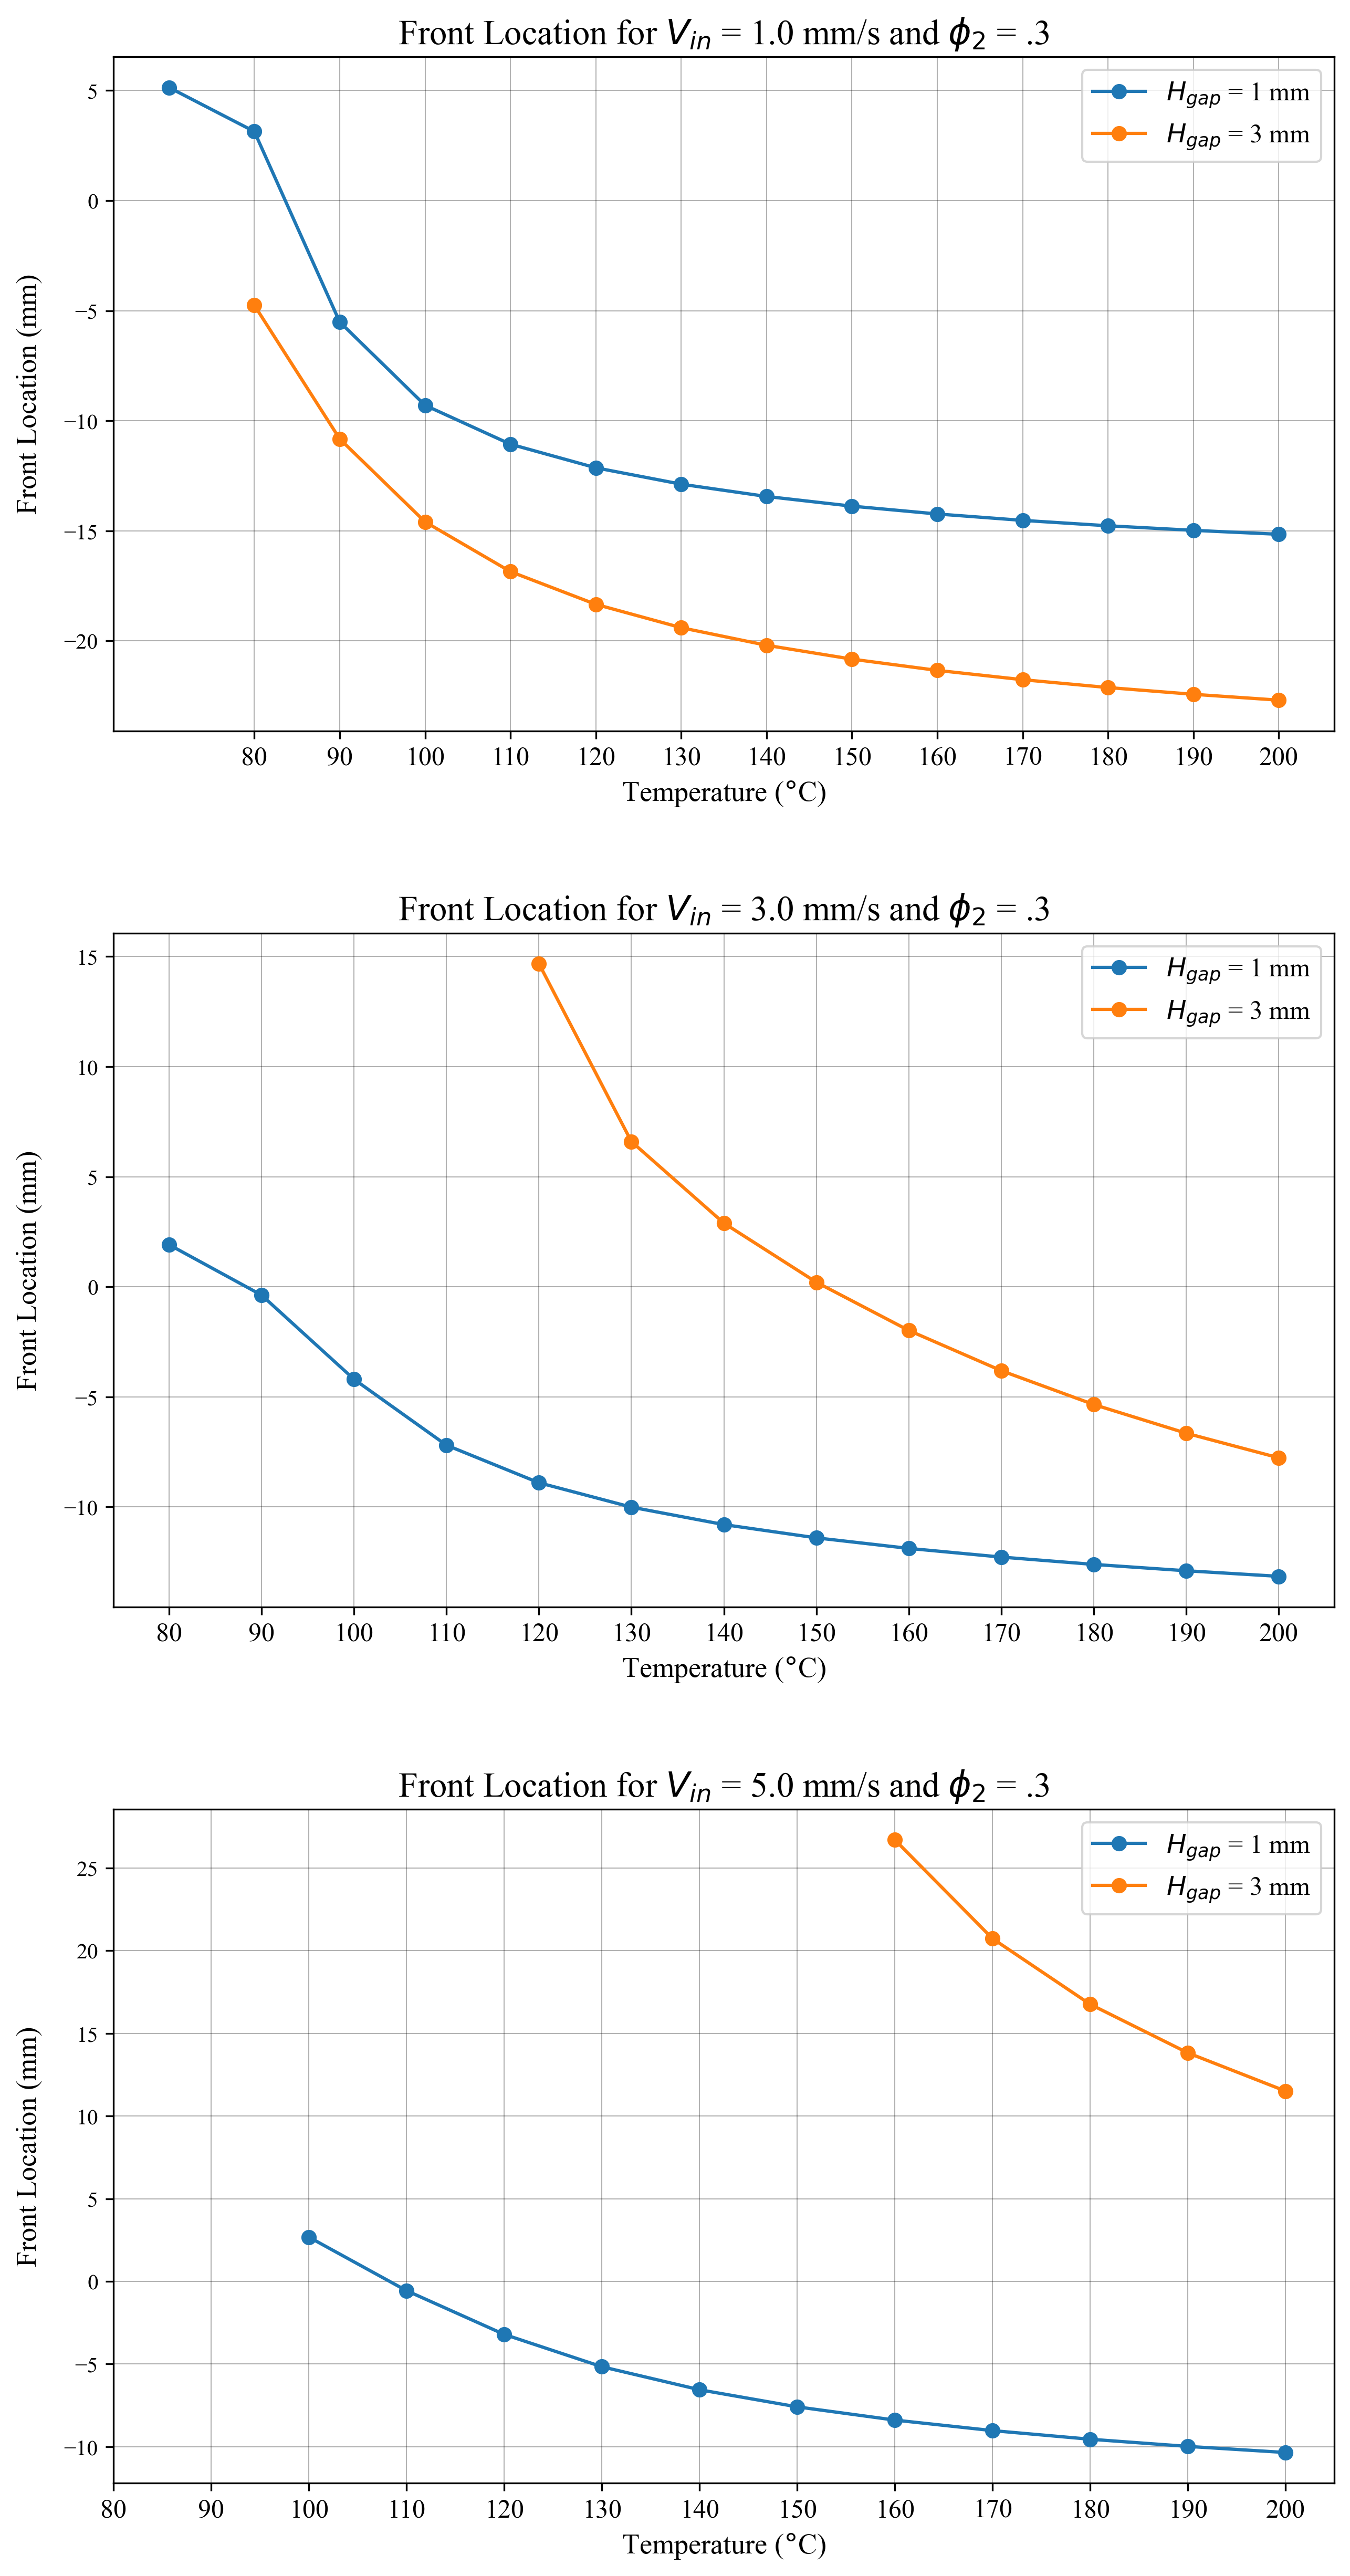 Front Location for V_in = 1.0 mm/s and ϕ_2 = .3
H_gap = 1 mm
H_gap = 3 mm
Front Location (mm)
5
0
−5
−10
−15
−20
80 90 100 110 120 130 140 150 160 170 180 190 200
Temperature (°C)
Front Location for V_in = 3.0 mm/s and ϕ_2 = .3
H_gap = 1 mm
H_gap = 3 mm
Front Location (mm)
15
10
5
0
−5
−10
80 90 100 110 120 130 140 150 160 170 180 190 200
Temperature (°C)
Front Location for V_in = 5.0 mm/s and ϕ_2 = .3
H_gap = 1 mm
H_gap = 3 mm
Front Location (mm)
25
20
15
10
5
0
−5
−10
80 90 100 110 120 130 140 150 160 170 180 190 200
Temperature (°C)